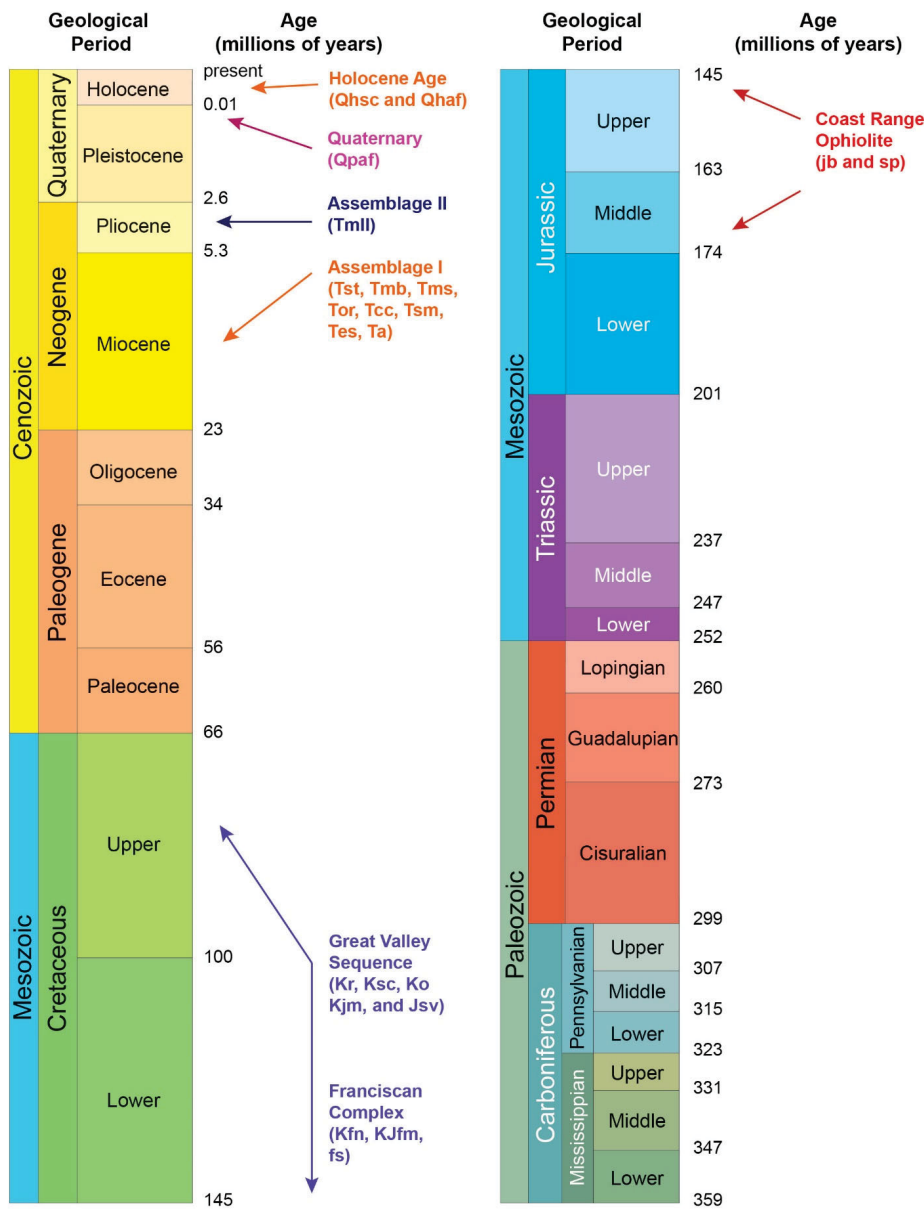 Geological
Period
Age
(millions of years)
Cenozoic
Quaternary
Holocene
present
0.01
Holocene Age
(Qhsc and Qhaf)
Pleistocene
Quaternary
(Qpaf)
2.6
Neogene
Pliocene
Assemblage II
(TmII)
5.3
Miocene
Assemblage I
(Tst, Tmb, Tms,
Tor, Tcc, Tsm,
Tes, Ta)
23
Paleogene
Oligocene
34
Eocene
56
Paleocene
66
Mesozoic
Cretaceous
Upper
100
Great Valley
Sequence
(Kr, Ksc, Ko
Kjm, and Jsv)
Lower
Franciscan
Complex
(Kfn, KJfm,
fs)
145
Geological
Period
Age
(millions of years)
145
Mesozoic
Jurassic
Upper
Coast Range
Ophiolite
(jb and sp)
163
Middle
174
Lower
201
Triassic
Upper
237
Middle
247
Lower
252
Paleozoic
Permian
Lopingian
260
Guadalupian
273
Cisuralian
299
Carboniferous
Pennsylvanian
Upper
307
Middle
315
Lower
323
Mississippian
Upper
331
Middle
347
Lower
359